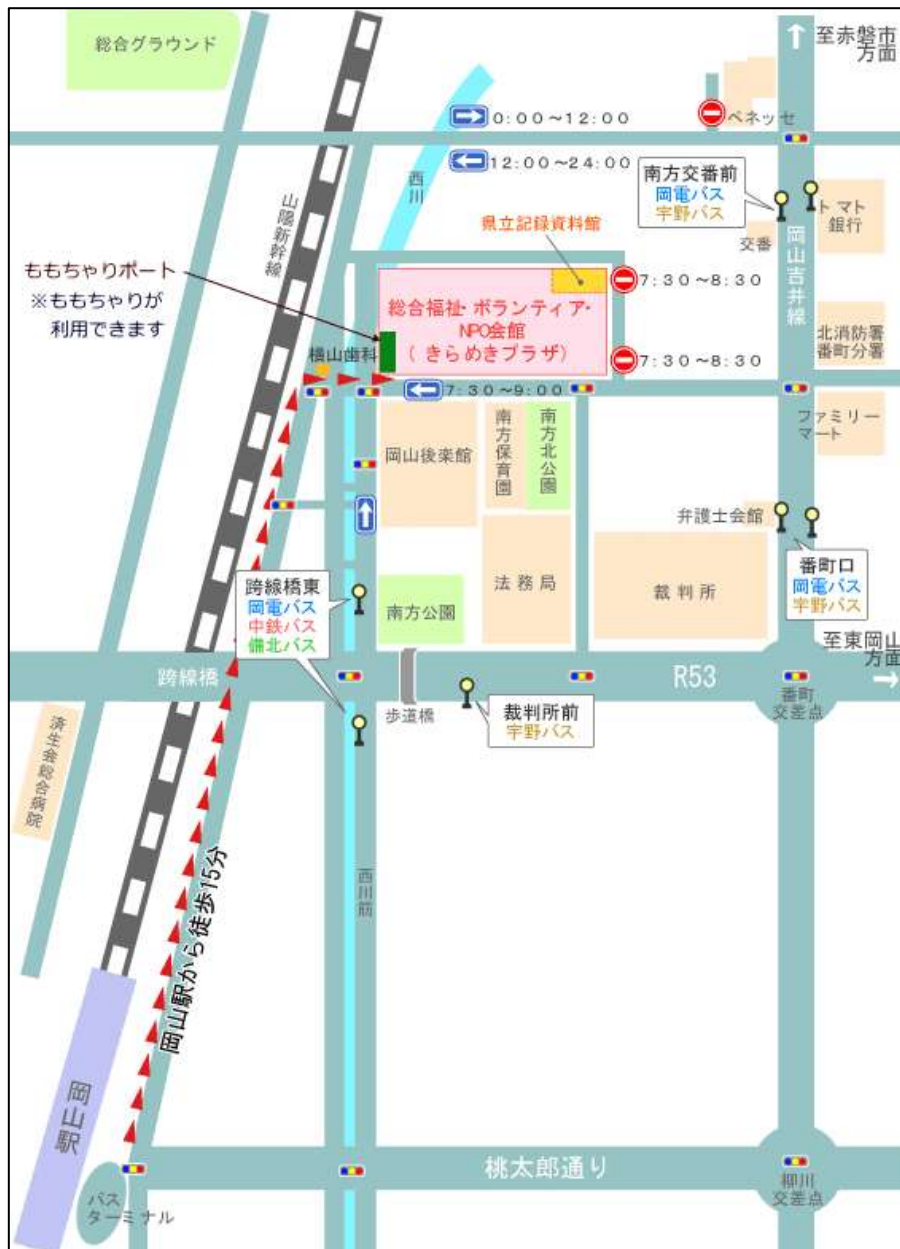 総合グラウンド
至赤磐市
方面
0:00～12:00
ベネッセ
12:00～24:00
西川
南方交番前
岡電バス
宇野バス
山陽新幹線
トマト
銀行
県立記録資料館
交番
岡山吉井線
ももちゃりポート
※ももちゃりが
利用できます
総合福祉・ボランティア・
NPO会館
（きらめきプラザ）
7:30～8:30
北消防署
番町分署
横山歯科
7:30～8:30
7:30～9:00
ファミリー
マート
岡山後楽館
南方保育園
南方北公園
弁護士会館
跨線橋東
岡電バス
中鉄バス
備北バス
南方公園
法務局
裁判所
番町口
岡電バス
宇野バス
至東岡山
方面
跨線橋
R53
番町
交差点
歩道橋
裁判所前
宇野バス
済生会総合病院
西川筋
岡山駅から徒歩15分
岡山駅
桃太郎通り
柳川
交差点
バス
ターミナル